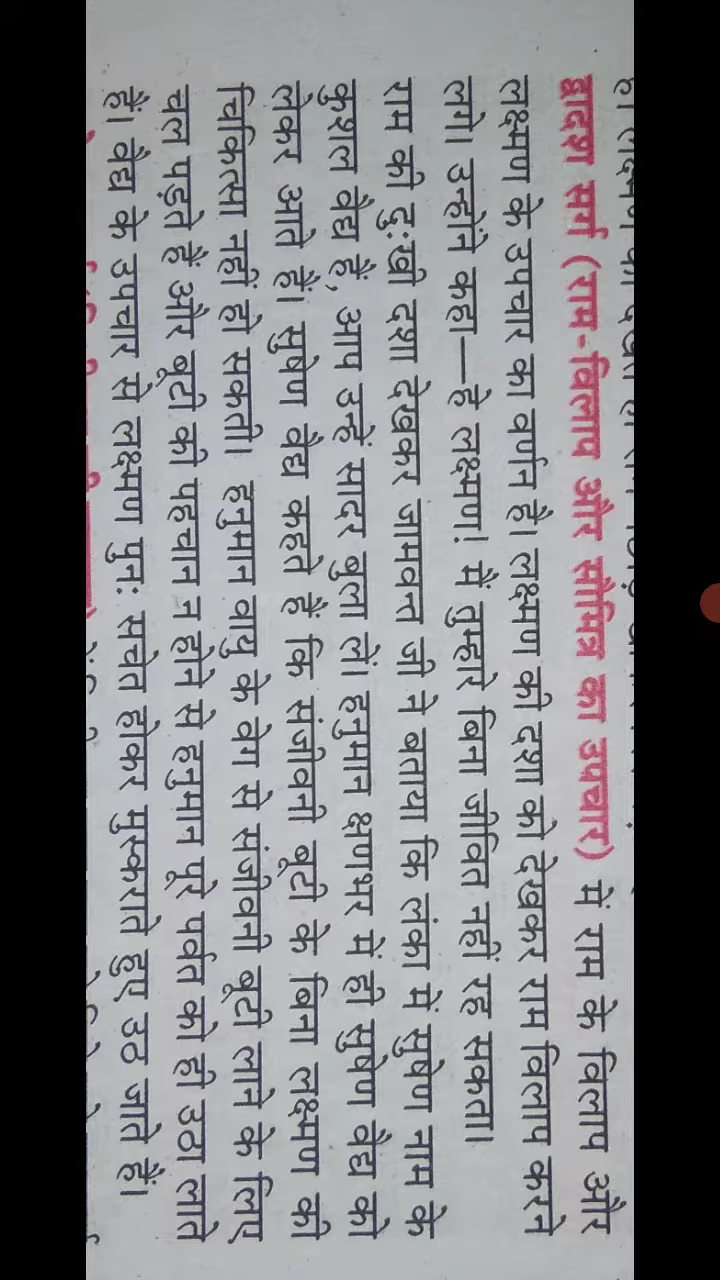 द्वादश सर्ग (राम-विलाप और सौमित्र का उपचार) में राम के विलाप और
लक्ष्मण के उपचार का वर्णन है। लक्ष्मण की दशा को देखकर राम विलाप करने
लगे। उन्होंने कहा—हे लक्ष्मण! मैं तुम्हारे बिना जीवित नहीं रह सकता।
राम की दुःखी दशा देखकर जामवन्त जी ने बताया कि लंका में सुषेण नाम के
कुशल वैद्य हैं, आप उन्हें सादर बुला लें। हनुमान क्षणभर में ही सुषेण वैद्य को
लेकर आते हैं। सुषेण वैद्य कहते हैं कि संजीवनी बूटी के बिना लक्ष्मण की
चिकित्सा नहीं हो सकती। हनुमान वायु के वेग से संजीवनी बूटी लाने के लिए
चल पड़ते हैं और बूटी की पहचान न होने से हनुमान पूरे पर्वत को ही उठा लाते
हैं। वैद्य के उपचार से लक्ष्मण पुनः सचेत होकर मुस्कराते हुए उठ जाते हैं।